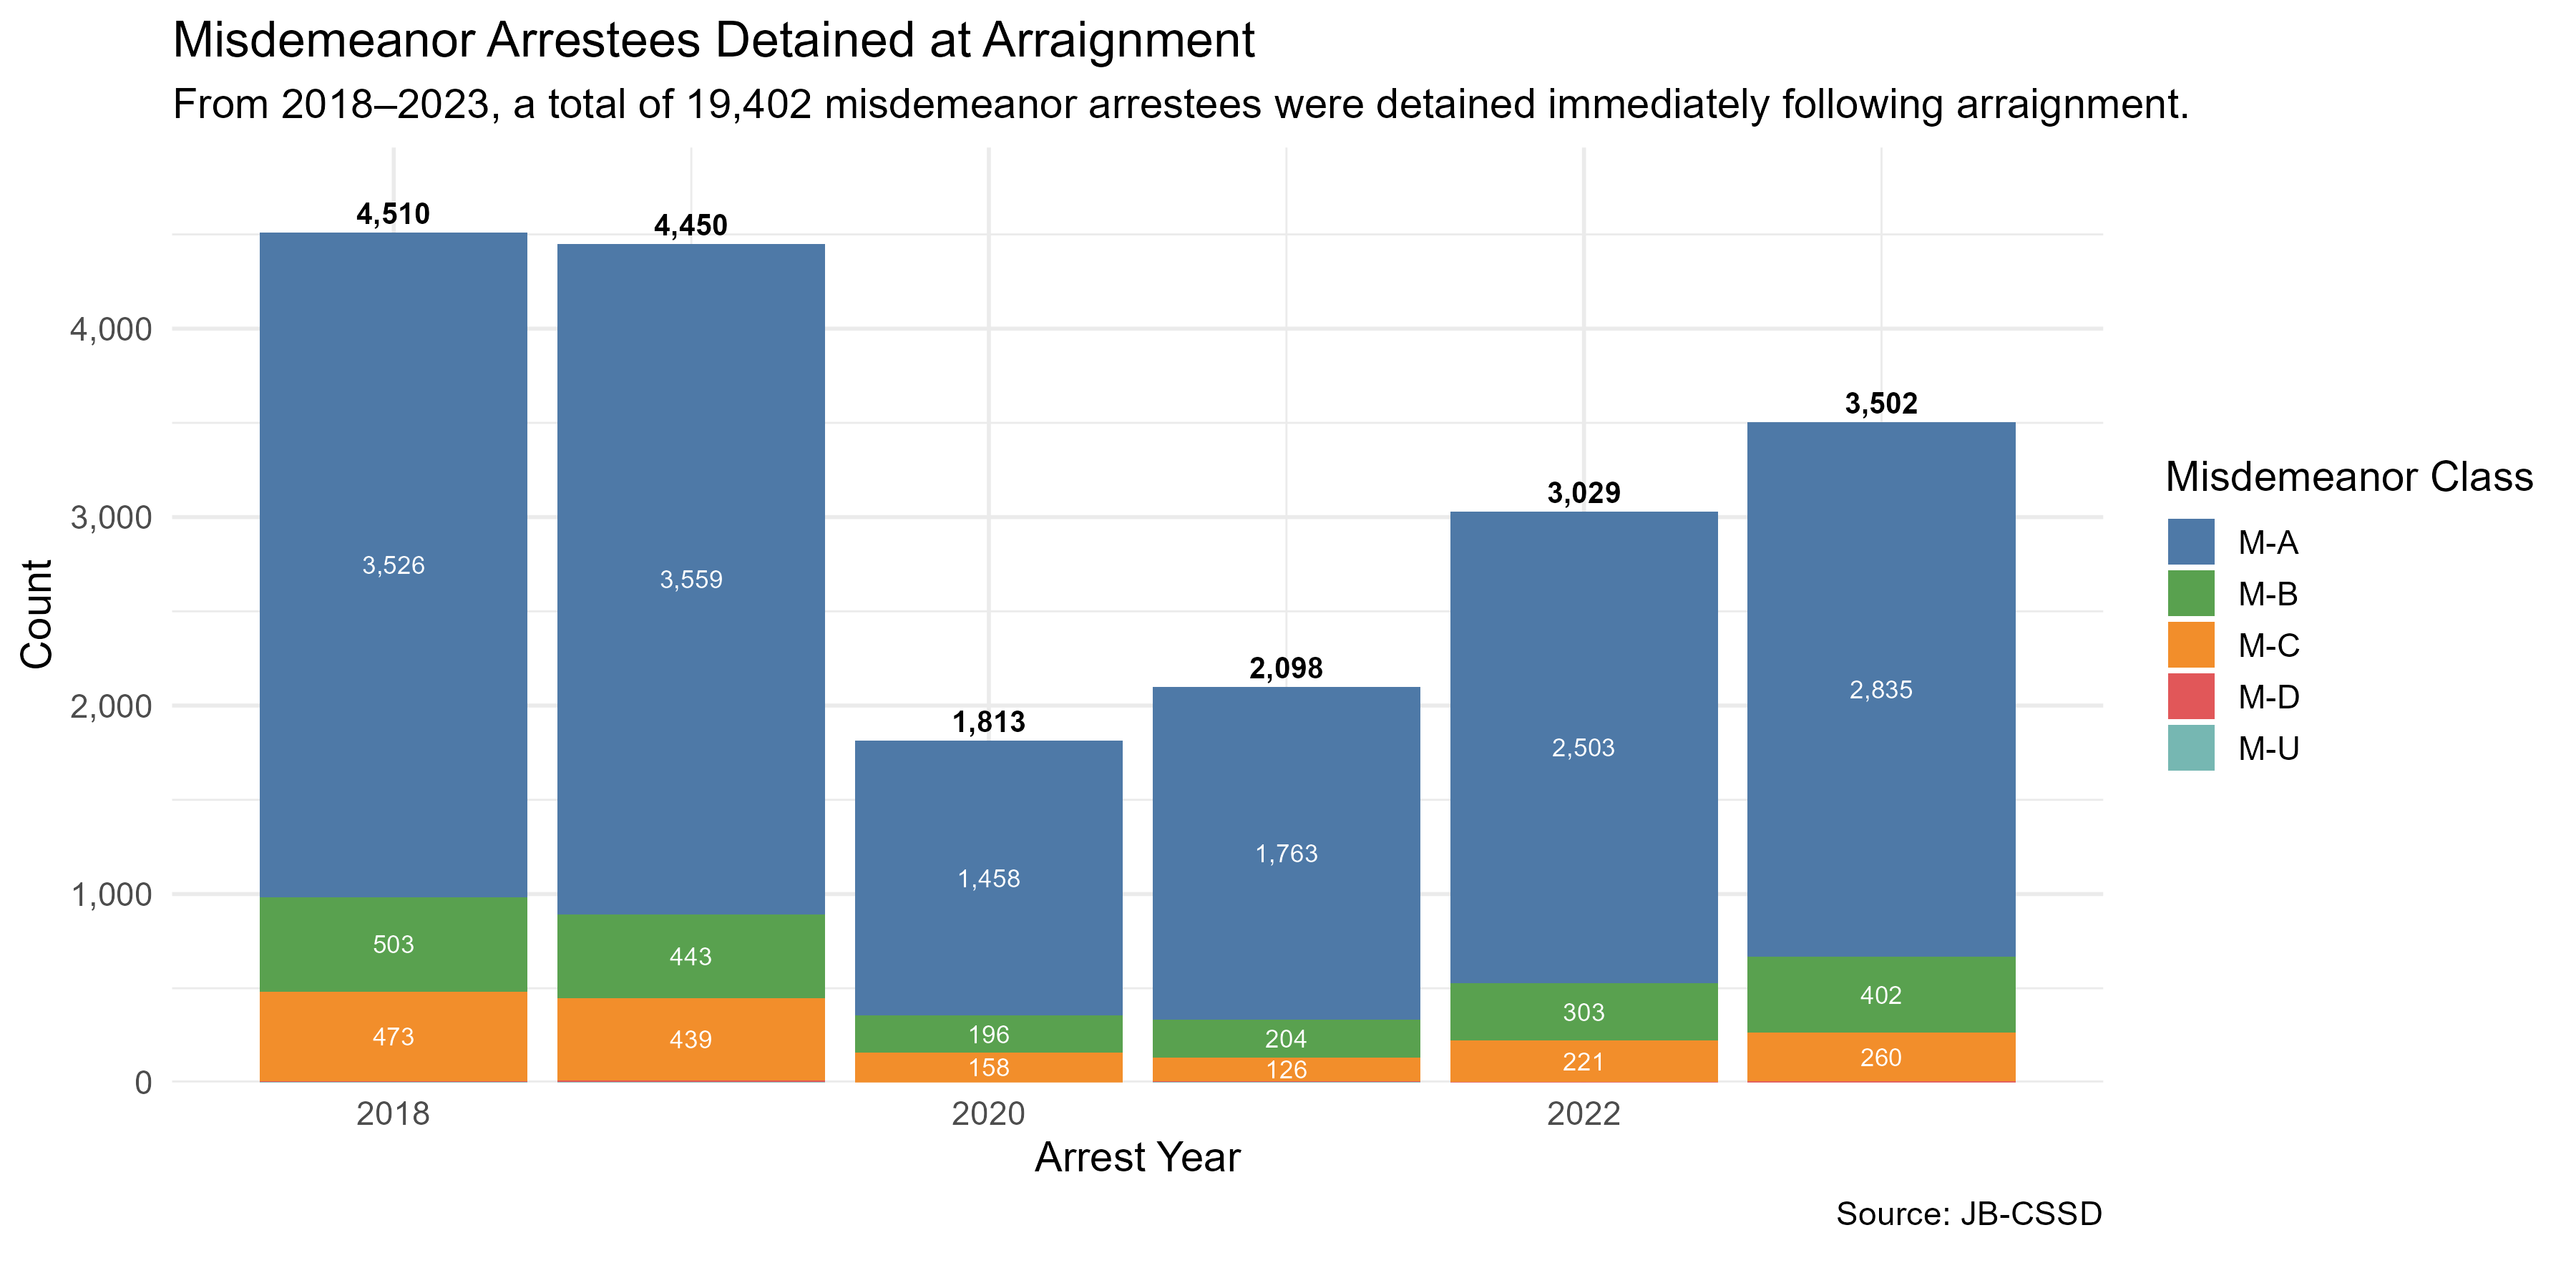 Misdemeanor Arrestees Detained at Arraignment
From 2018–2023, a total of 19,402 misdemeanor arrestees were detained immediately following arraignment.
4,510
4,450
4,000
3,502
3,029
3,000
Misdemeanor Class
M-A
M-B
M-C
M-D
M-U
3,526
3,559
Count
2,098
2,000
1,813
2,835
2,503
1,763
1,458
1,000
503
443
196
204
303
402
473
439
158
126
221
260
0
2018
2020
2022
Arrest Year
Source: JB-CSSD